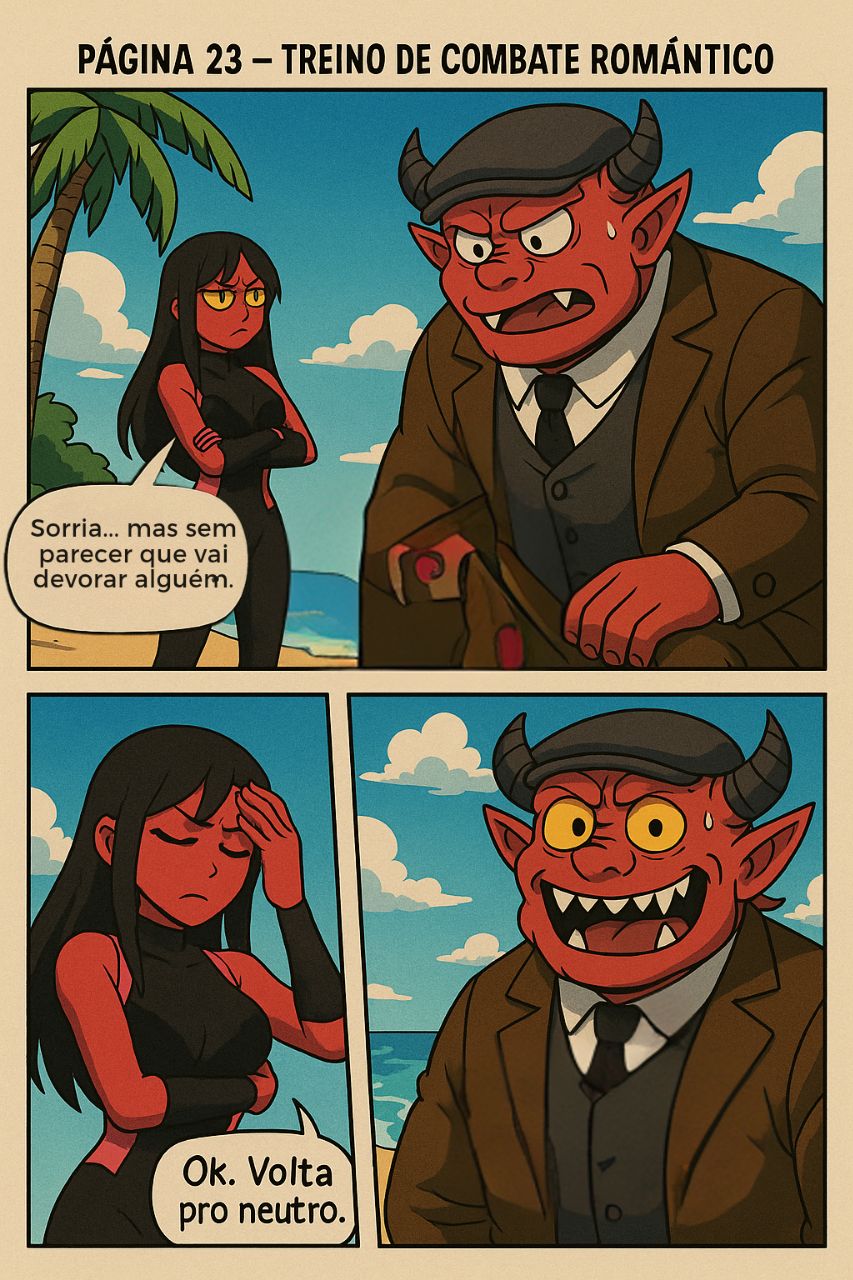 PÁGINA 23 – TREINO DE COMBATE ROMÁNTICO
Sorria... mas sem
parecer que vai
devorar alguém.
Ok. Volta
pro neutro.